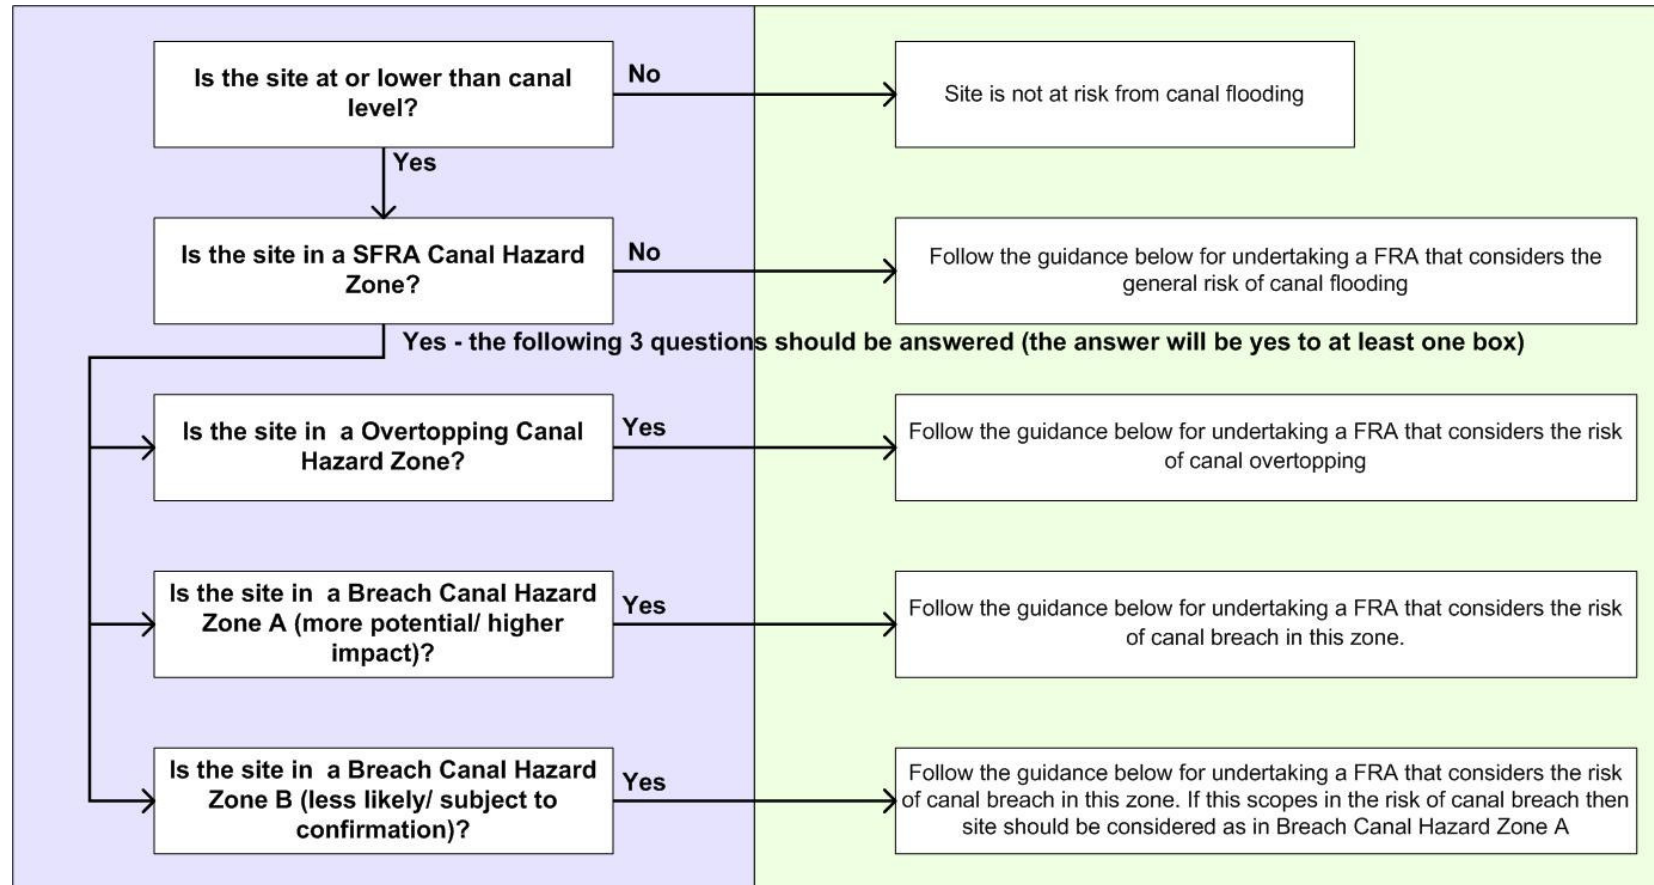 Is the site at or lower than canal
level?
No
Site is not at risk from canal flooding
Yes
Is the site in a SFRA Canal Hazard
Zone?
No
Follow the guidance below for undertaking a FRA that considers the
general risk of canal flooding
Yes - the following 3 questions should be answered (the answer will be yes to at least one box)
Is the site in  a Overtopping Canal
Hazard Zone?
Yes
Follow the guidance below for undertaking a FRA that considers the risk
of canal overtopping
Is the site in  a Breach Canal Hazard
Zone A (more potential/ higher
impact)?
Yes
Follow the guidance below for undertaking a FRA that considers the risk
of canal breach in this zone.
Is the site in  a Breach Canal Hazard
Zone B (less likely/ subject to
confirmation)?
Yes
Follow the guidance below for undertaking a FRA that considers the risk
of canal breach in this zone. If this scopes in the risk of canal breach then
site should be considered as in Breach Canal Hazard Zone A